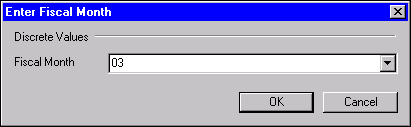 Enter Fiscal Month
Discrete Values
Fiscal Month 03
OK Cancel